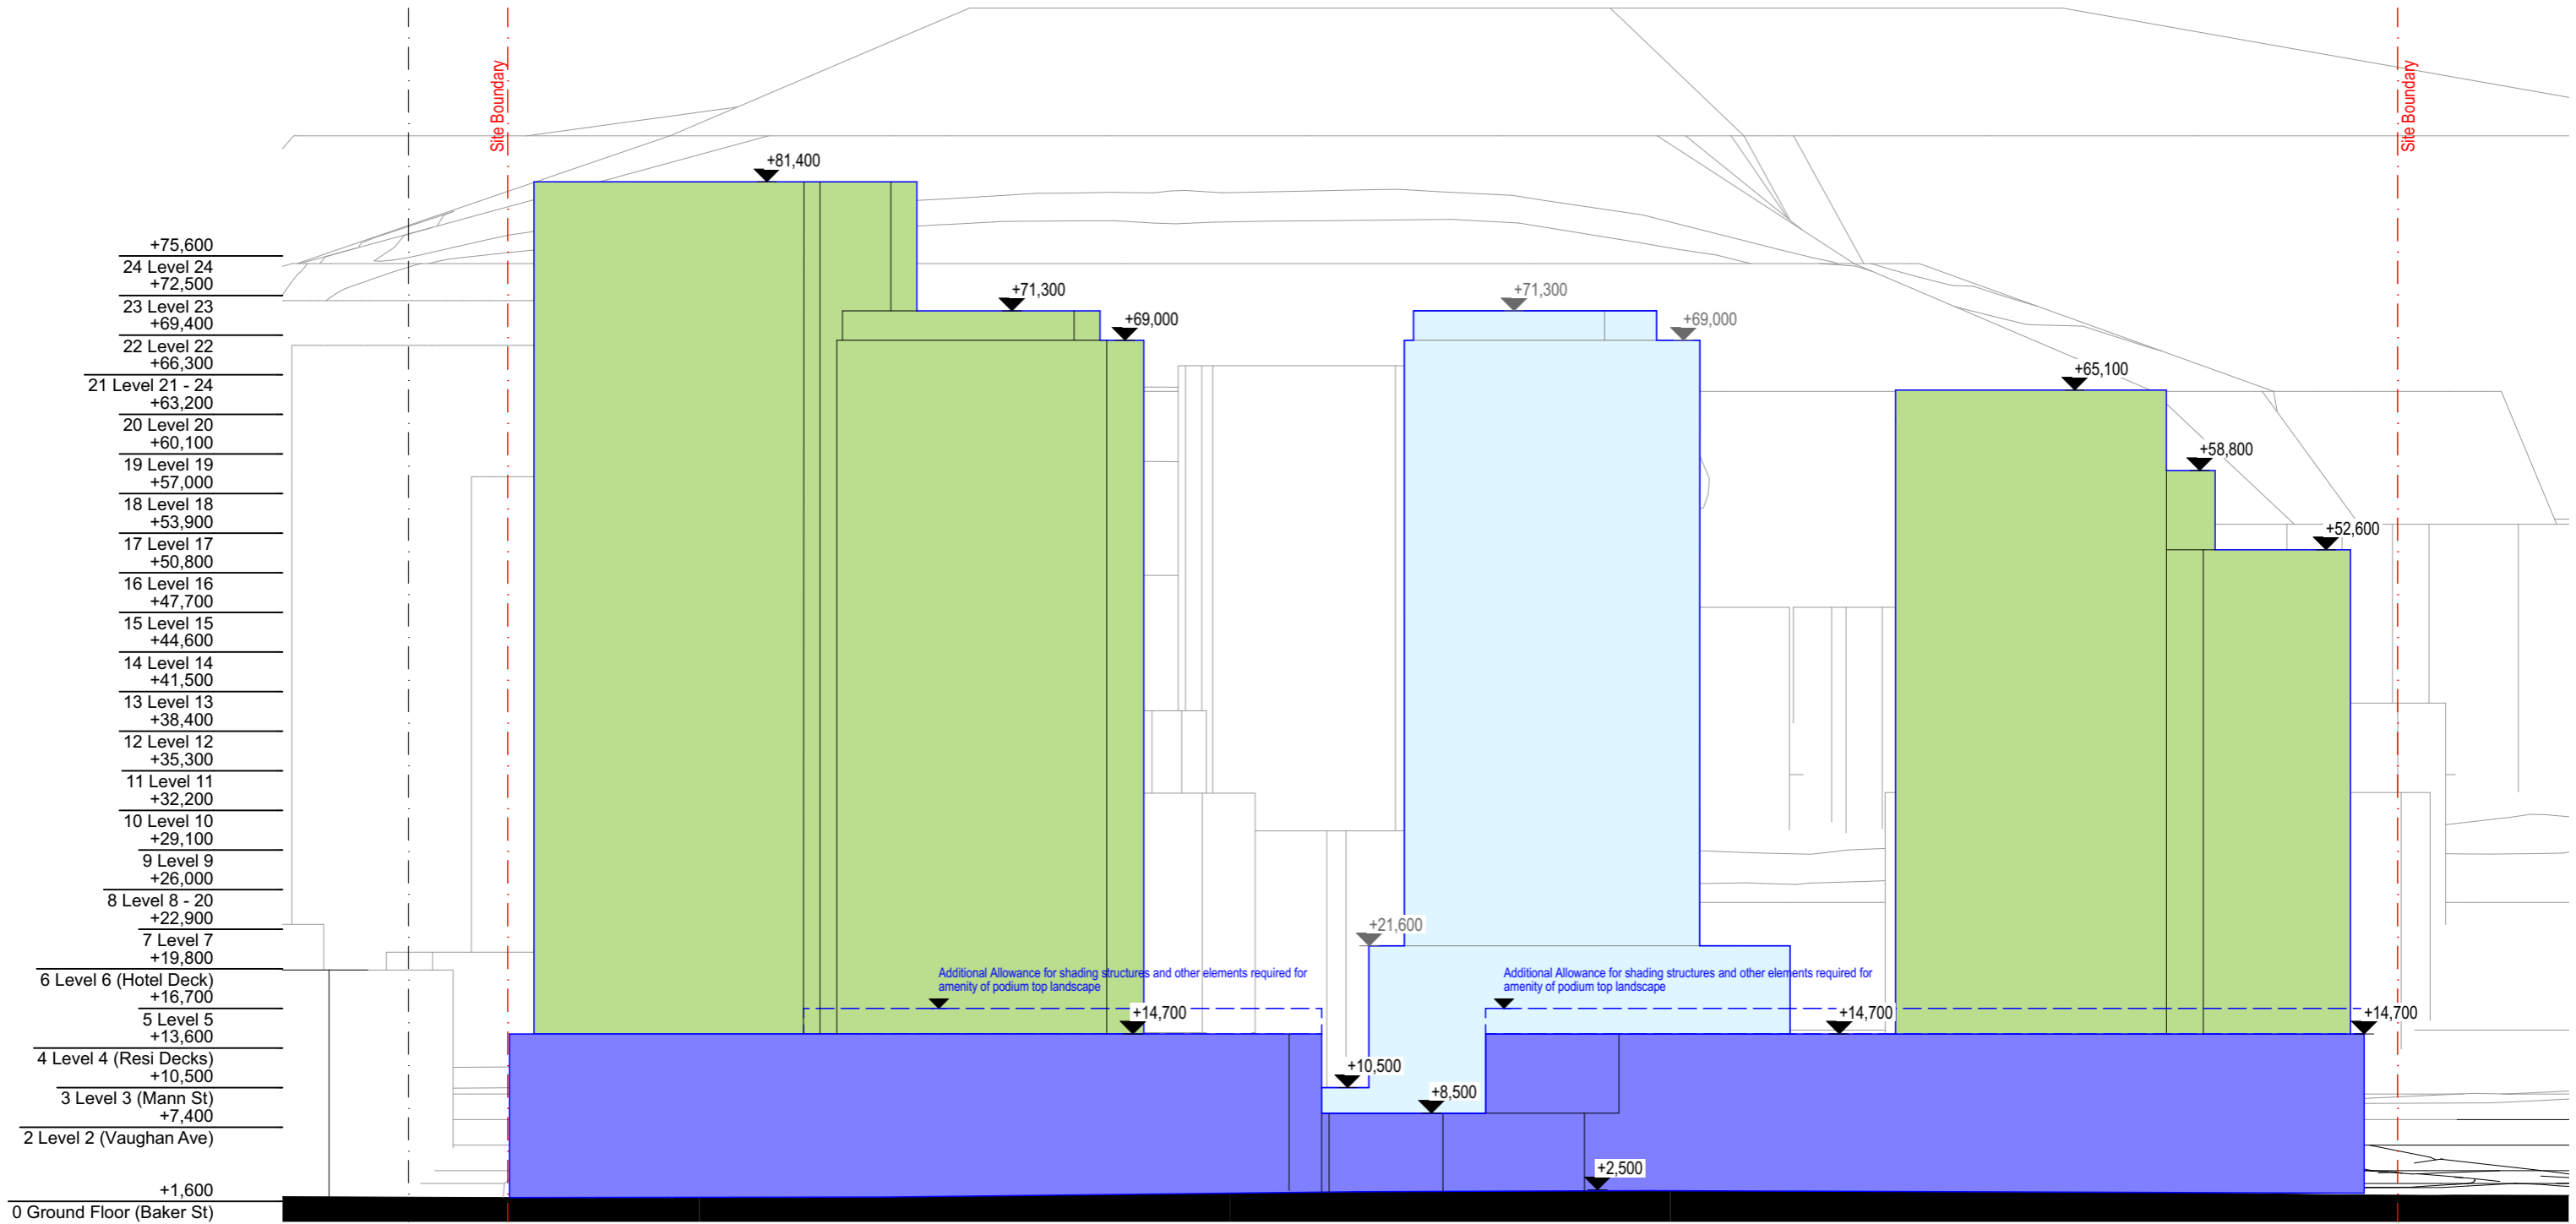 Site Boundary
Site Boundary
+81,400
+75,600
24 Level 24
+72,500
23 Level 23
+69,400
22 Level 22
+66,300
21 Level 21 - 24
+63,200
20 Level 20
+60,100
19 Level 19
+57,000
18 Level 18
+53,900
17 Level 17
+50,800
16 Level 16
+47,700
15 Level 15
+44,600
14 Level 14
+41,500
13 Level 13
+38,400
12 Level 12
+35,300
11 Level 11
+32,200
10 Level 10
+29,100
9 Level 9
+26,000
8 Level 8 - 20
+22,900
7 Level 7
+19,800
6 Level 6 (Hotel Deck)
+16,700
5 Level 5
+13,600
4 Level 4 (Resi Decks)
+10,500
3 Level 3 (Mann St)
+7,400
2 Level 2 (Vaughan Ave)
+1,600
0 Ground Floor (Baker St)
+71,300
+69,000
+71,300
+69,000
+65,100
+58,800
+52,600
+21,600
Additional Allowance for shading structures and other elements required for
amenity of podium top landscape
Additional Allowance for shading structures and other elements required for
amenity of podium top landscape
+14,700
+14,700
+14,700
+10,500
+8,500
+2,500